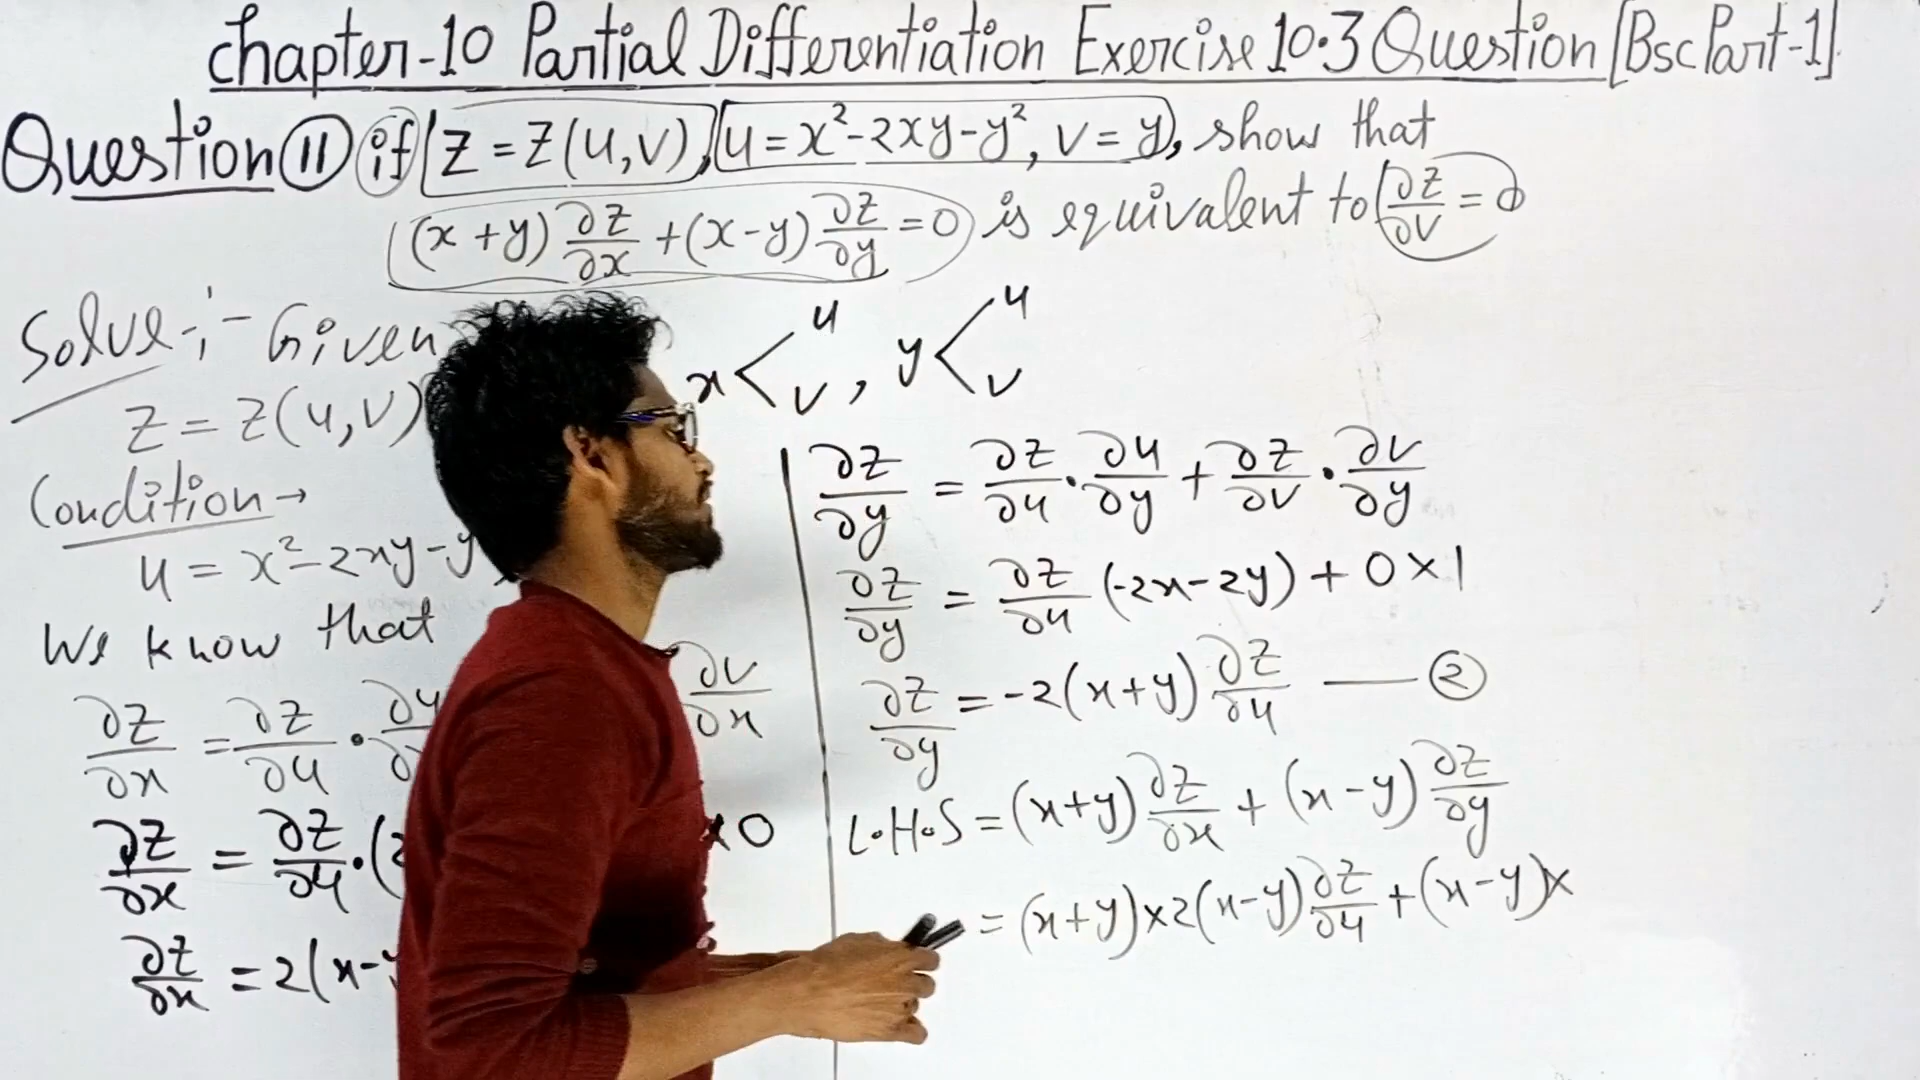 Chapter-10 Partial Differentiation Exercise 10.3 Question [Bsc Part-1]
Question 11 if Z = Z(u,v), u = x²-2xy-y², v = y, show that
(x+y) ∂z/∂x + (x-y) ∂z/∂y = 0 is equivalent to ∂z/∂v = 0
Solve :- Given
Z = Z(u,v)
Condition →
u = x²-2xy-y
We know that
∂z/∂x = ∂z/∂u · ∂u/∂ ∂v/∂x
∂z/∂x = ∂z/∂u · (2 ×0
∂z/∂x = 2(x-y
x < u v , y < u v
∂z/∂y = ∂z/∂u · ∂u/∂y + ∂z/∂v · ∂v/∂y
∂z/∂y = ∂z/∂u (-2x-2y) + 0×1
∂z/∂y = -2(x+y) ∂z/∂u —— ②
L.H.S = (x+y) ∂z/∂x + (x-y) ∂z/∂y
= (x+y)×2(x-y) ∂z/∂u + (x-y)×